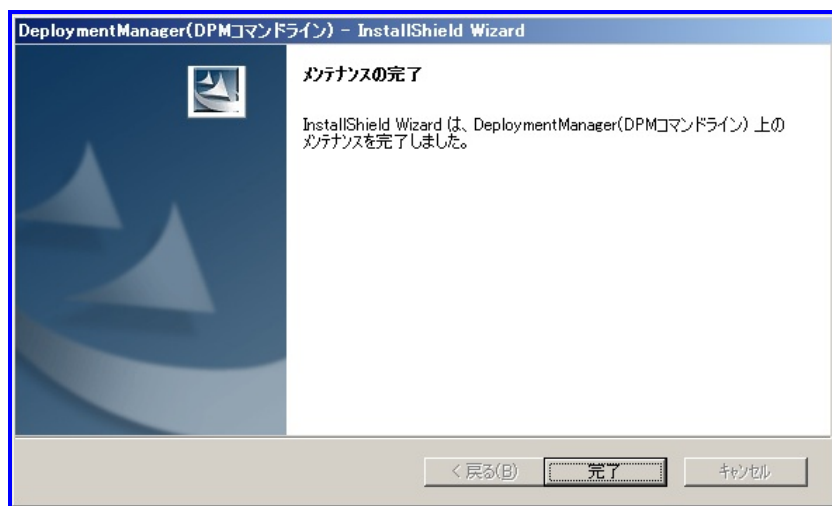 DeploymentManager(DPMコマンドライン) - InstallShield Wizard
メンテナンスの完了
InstallShield Wizard は、DeploymentManager(DPMコマンドライン) 上の
メンテナンスを完了しました。
< 戻る(B)
完了
キャンセル